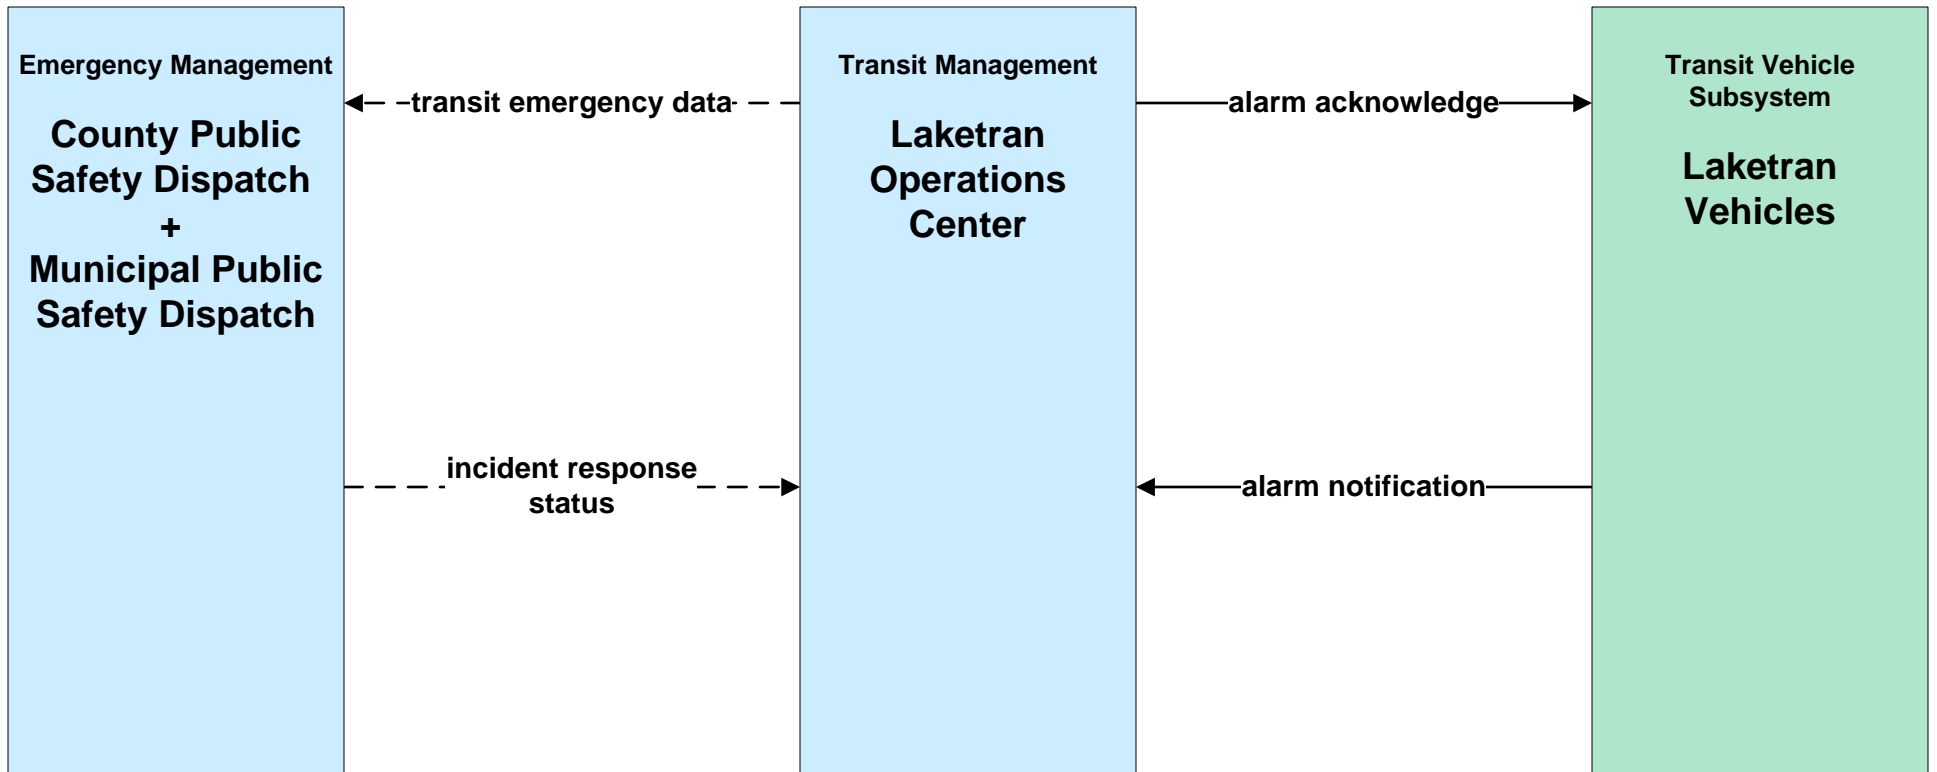 Emergency Management
County Public
Safety Dispatch
+
Municipal Public
Safety Dispatch
transit emergency data
incident response
status
Transit Management
Laketran
Operations
Center
alarm acknowledge
alarm notification
Transit Vehicle
Subsystem
Laketran
Vehicles